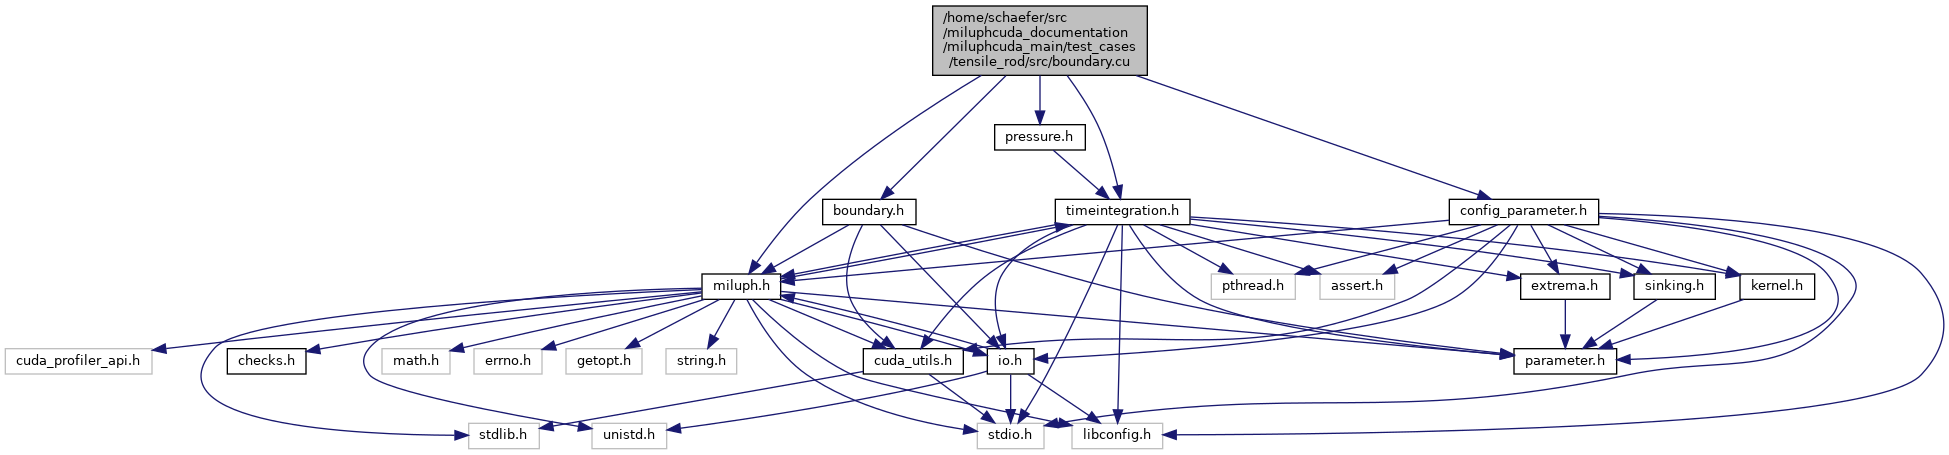 /home/schaefer/src
/miluphcuda_documentation
/miluphcuda_main/test_cases
/tensile_rod/src/boundary.cu
pressure.h
boundary.h
timeintegration.h
config_parameter.h
miluph.h
pthread.h
assert.h
extrema.h
sinking.h
kernel.h
cuda_profiler_api.h
checks.h
math.h
errno.h
getopt.h
string.h
cuda_utils.h
io.h
parameter.h
stdlib.h
unistd.h
stdio.h
libconfig.h